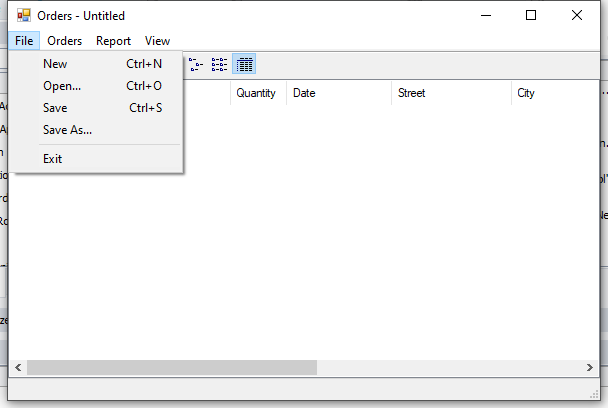 Orders - Untitled
File Orders Report View
New Ctrl+N
Open... Ctrl+O
Save Ctrl+S
Save As...
Exit
Quantity Date Street City